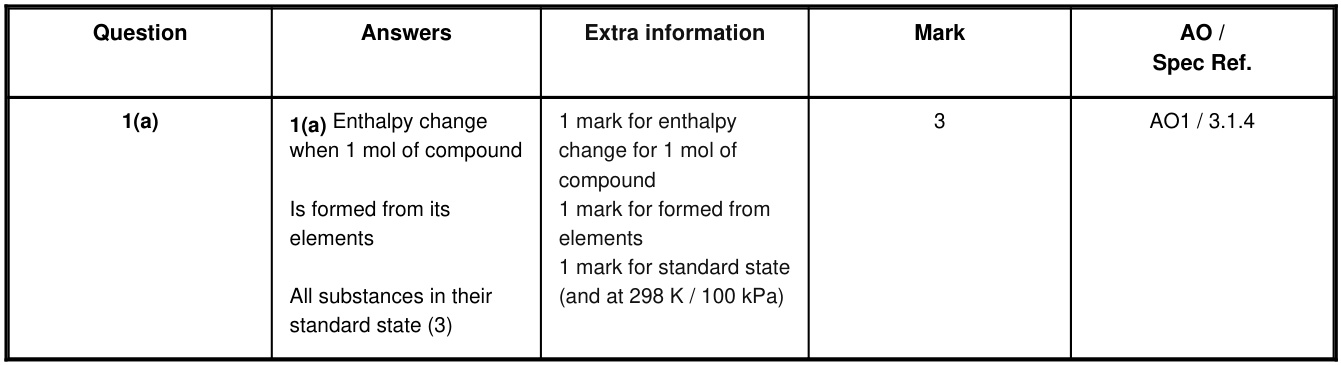 Question
Answers
Extra information
Mark
AO /
Spec Ref.
1(a)
1(a) Enthalpy change
when 1 mol of compound
Is formed from its
elements
All substances in their
standard state (3)
1 mark for enthalpy
change for 1 mol of
compound
1 mark for formed from
elements
1 mark for standard state
(and at 298 K / 100 kPa)
3
AO1 / 3.1.4